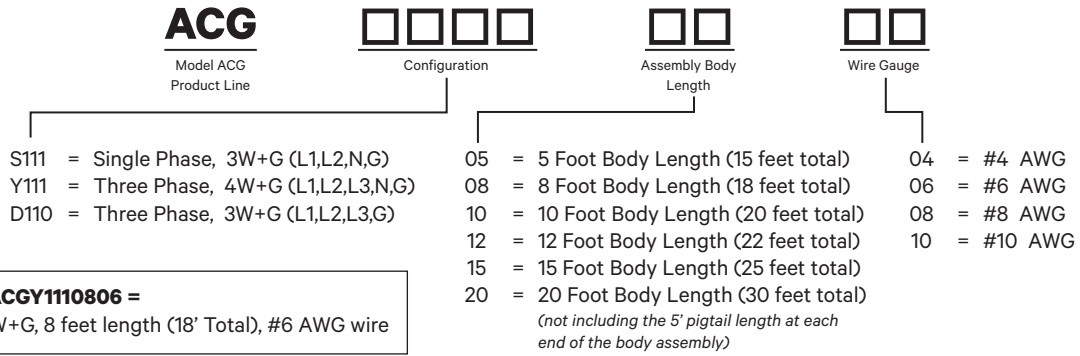 ACG
Model ACG
Product Line
Configuration
Assembly Body
Length
Wire Gauge
S111 = Single Phase, 3W+G (L1,L2,N,G)
Y111 = Three Phase, 4W+G (L1,L2,L3,N,G)
D110 = Three Phase, 3W+G (L1,L2,L3,G)
05 = 5 Foot Body Length (15 feet total)
08 = 8 Foot Body Length (18 feet total)
10 = 10 Foot Body Length (20 feet total)
12 = 12 Foot Body Length (22 feet total)
15 = 15 Foot Body Length (25 feet total)
20 = 20 Foot Body Length (30 feet total)
(not including the 5' pigtail length at each
end of the body assembly)
04 = #4 AWG
06 = #6 AWG
08 = #8 AWG
10 = #10 AWG
CGY1110806 =
+G, 8 feet length (18' Total), #6 AWG wire